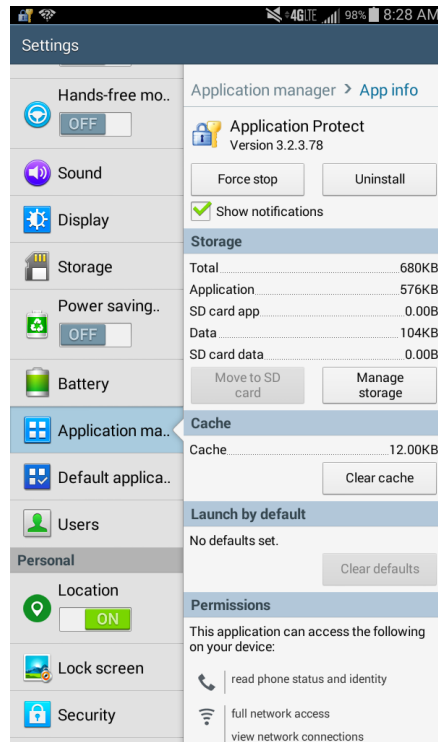 4G LTE 98% 8:28 AM
Settings
Hands-free mo..
OFF
Sound
Display
Storage
Power saving..
OFF
Battery
Application ma..
Default applica..
Users
Personal
Location
ON
Lock screen
Security
Application manager > App info
Application Protect
Version 3.2.3.78
Force stop
Uninstall
Show notifications
Storage
Total 680KB
Application 576KB
SD card app 0.00B
Data 104KB
SD card data 0.00B
Move to SD
card
Manage
storage
Cache
Cache 12.00KB
Clear cache
Launch by default
No defaults set.
Clear defaults
Permissions
This application can access the following
on your device:
read phone status and identity
full network access
view network connections